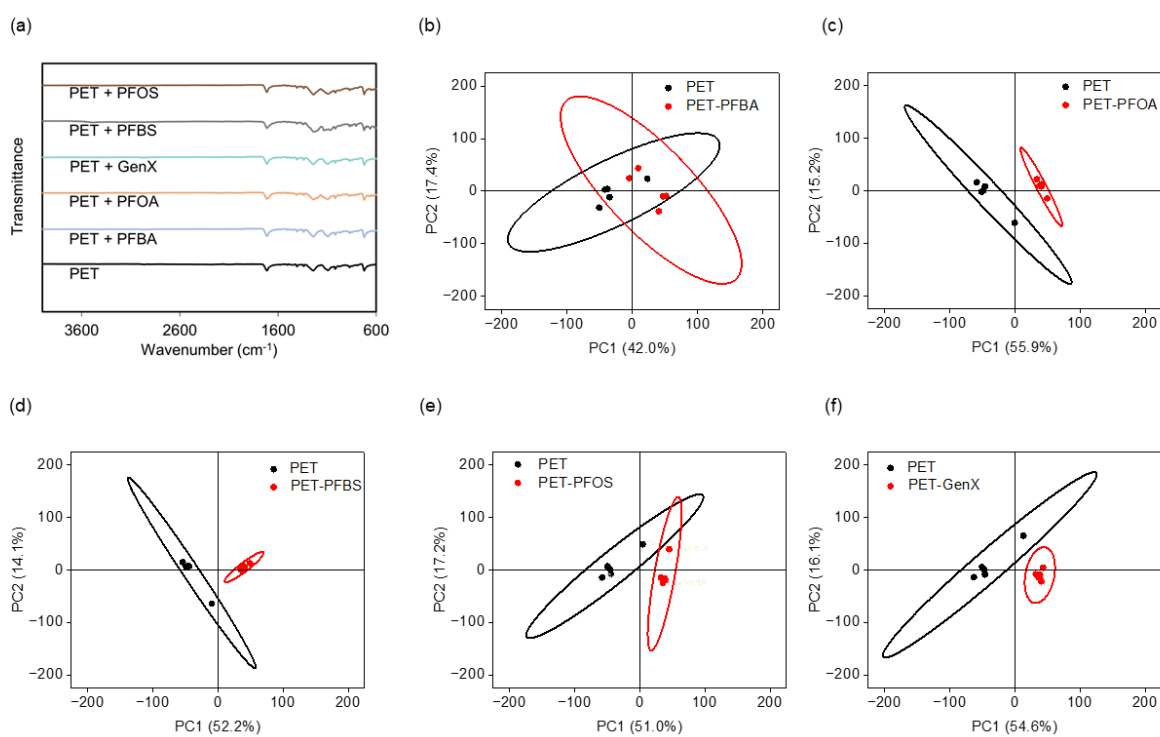 (a)
PET + PFOS
PET + PFBS
PET + GenX
PET + PFOA
PET + PFBA
PET
Transmittance
3600 2600 1600 600
Wavenumber (cm⁻¹)
(b)
PET
PET-PFBA
200
100
0
−100
−200
PC2 (17.4%)
−200 −100 0 100 200
PC1 (42.0%)
(c)
PET
PET-PFOA
200
100
0
−100
−200
PC2 (15.2%)
−200 −100 0 100 200
PC1 (55.9%)
(d)
PET
PET-PFBS
200
100
0
−100
−200
PC2 (14.1%)
−200 −100 0 100 200
PC1 (52.2%)
(e)
PET
PET-PFOS
200
100
0
−100
−200
PC2 (17.2%)
−200 −100 0 100 200
PC1 (51.0%)
(f)
PET
PET-GenX
200
100
0
−100
−200
PC2 (16.1%)
−200 −100 0 100 200
PC1 (54.6%)